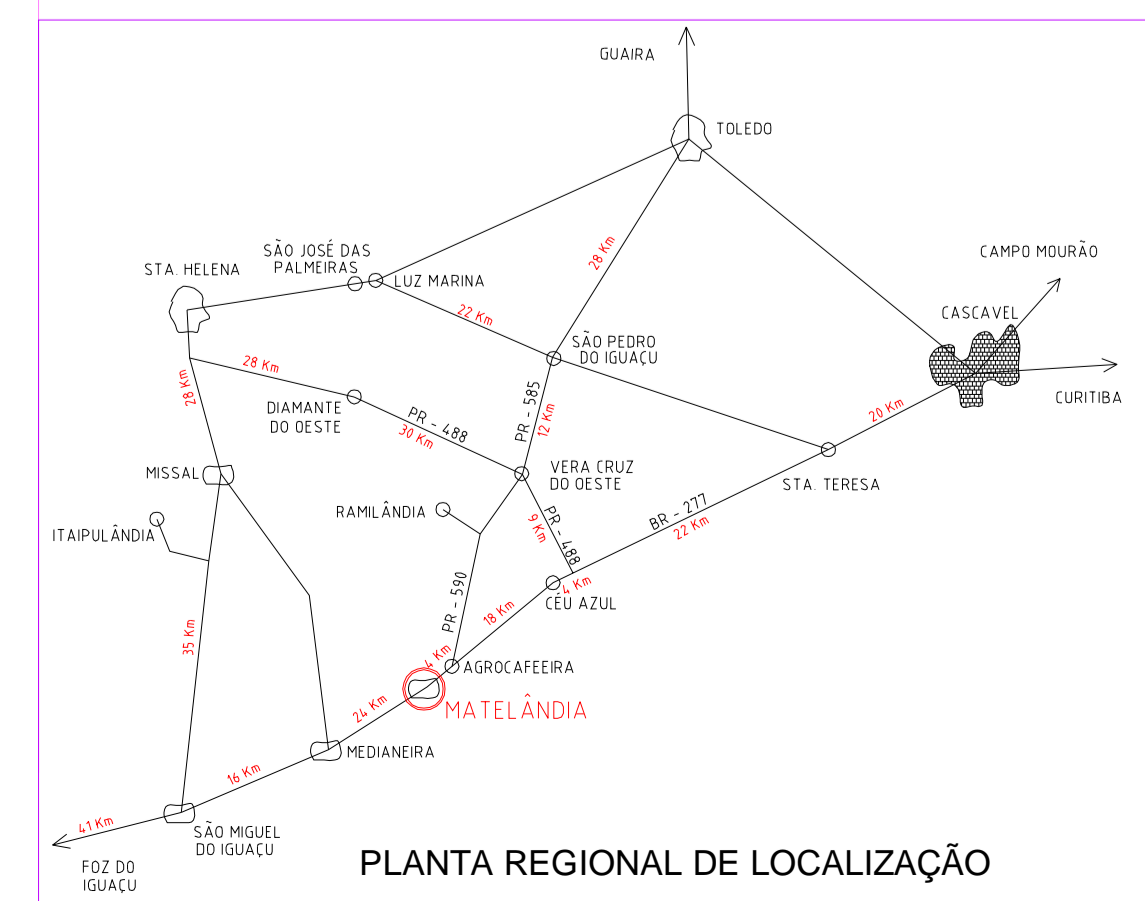 GUAIRA
TOLEDO
CAMPO MOURÃO
SÃO JOSÉ DAS
PALMEIRAS
STA. HELENA
LUZ MARINA
28 Km
CASCAVEL
22 Km
SÃO PEDRO
DO IGUAÇU
28 Km
28 Km
CURITIBA
DIAMANTE
DO OESTE
PR - 488
30 Km
PR - 585
12 Km
20 Km
MISSAL
VERA CRUZ
DO OESTE
STA. TERESA
RAMILÂNDIA
ITAIPULÂNDIA
PR - 488
9 Km
BR - 277
22 Km
4 Km
CÉU AZUL
PR - 590
18 Km
35 Km
4 Km
AGROCAFEEIRA
24 Km
MATELÂNDIA
MEDIANEIRA
16 Km
41 Km
SÃO MIGUEL
DO IGUAÇU
FOZ DO
IGUAÇU
PLANTA REGIONAL DE LOCALIZAÇÃO